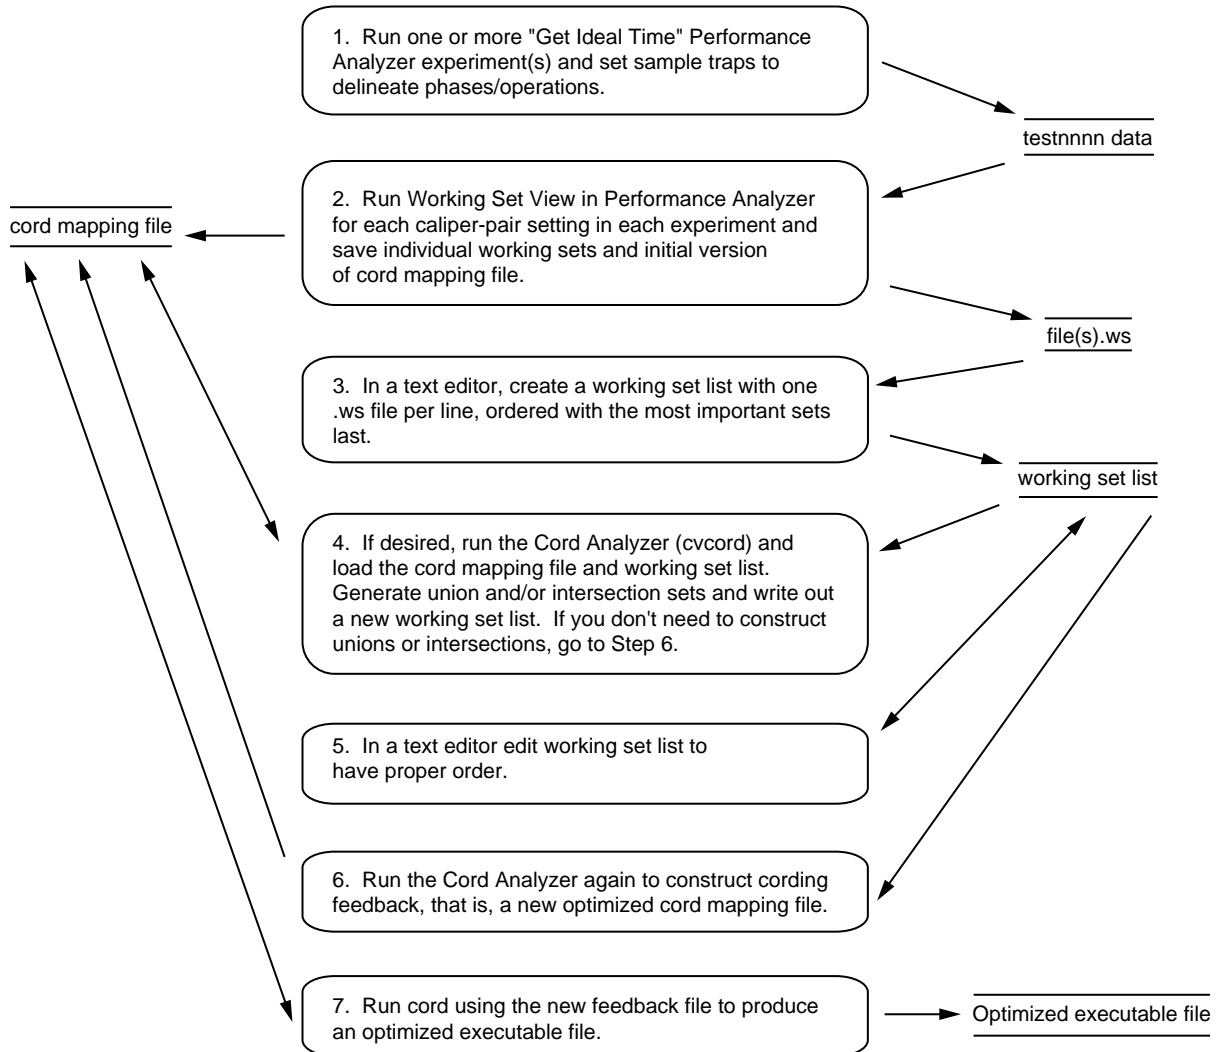 1. Run one or more "Get Ideal Time" Performance
Analyzer experiment(s) and set sample traps to
delineate phases/operations.
testnnnn data
2. Run Working Set View in Performance Analyzer
for each caliper-pair setting in each experiment and
save individual working sets and initial version
of cord mapping file.
cord mapping file
file(s).ws
3. In a text editor, create a working set list with one
.ws file per line, ordered with the most important sets
last.
working set list
4. If desired, run the Cord Analyzer (cvcord) and
load the cord mapping file and working set list.
Generate union and/or intersection sets and write out
a new working set list. If you don't need to construct
unions or intersections, go to Step 6.
5. In a text editor edit working set list to
have proper order.
6. Run the Cord Analyzer again to construct cording
feedback, that is, a new optimized cord mapping file.
7. Run cord using the new feedback file to produce
an optimized executable file.
Optimized executable file